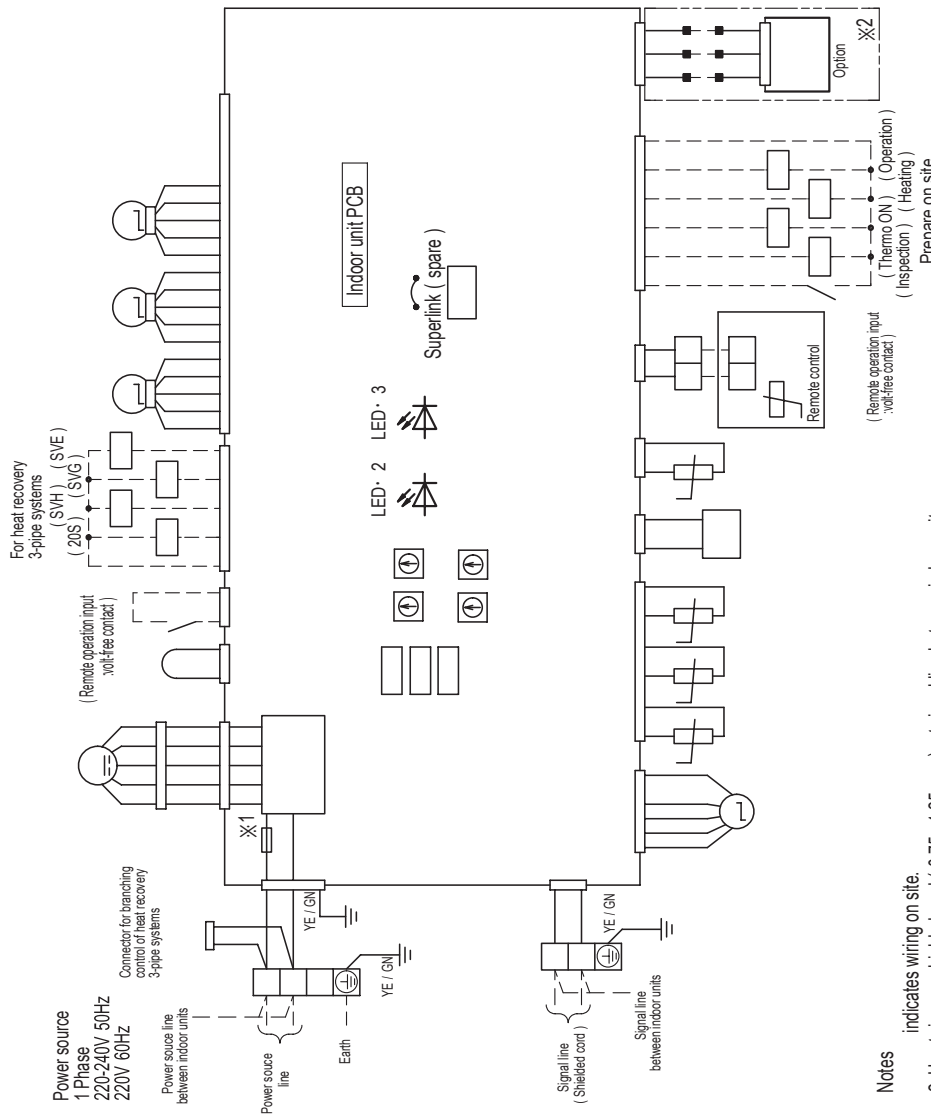 Power source
1 Phase
220-240V 50Hz
220V 60Hz
Power souce line
between indoor units
Power souce
line
Earth
Connector for branching
control of heat recovery
3-pipe systems
YE / GN
YE / GN
※1
Signal line
( Shielded cord )
Signal line
between indoor units
YE / GN
( Remote operation input
:volt-free contact )
For heat recovery
3-pipe systems
( 20S )
( SVH )
( SVG )
( SVE )
LED・ 2
LED・ 3
Superlink ( spare )
Indoor unit PCB
Remote control
( Remote operation input
:volt-free contact )
( Inspection )
( Thermo ON )
( Heating )
( Operation )
Prepare on site
Option
※2
Notes
indicates wiring on site.